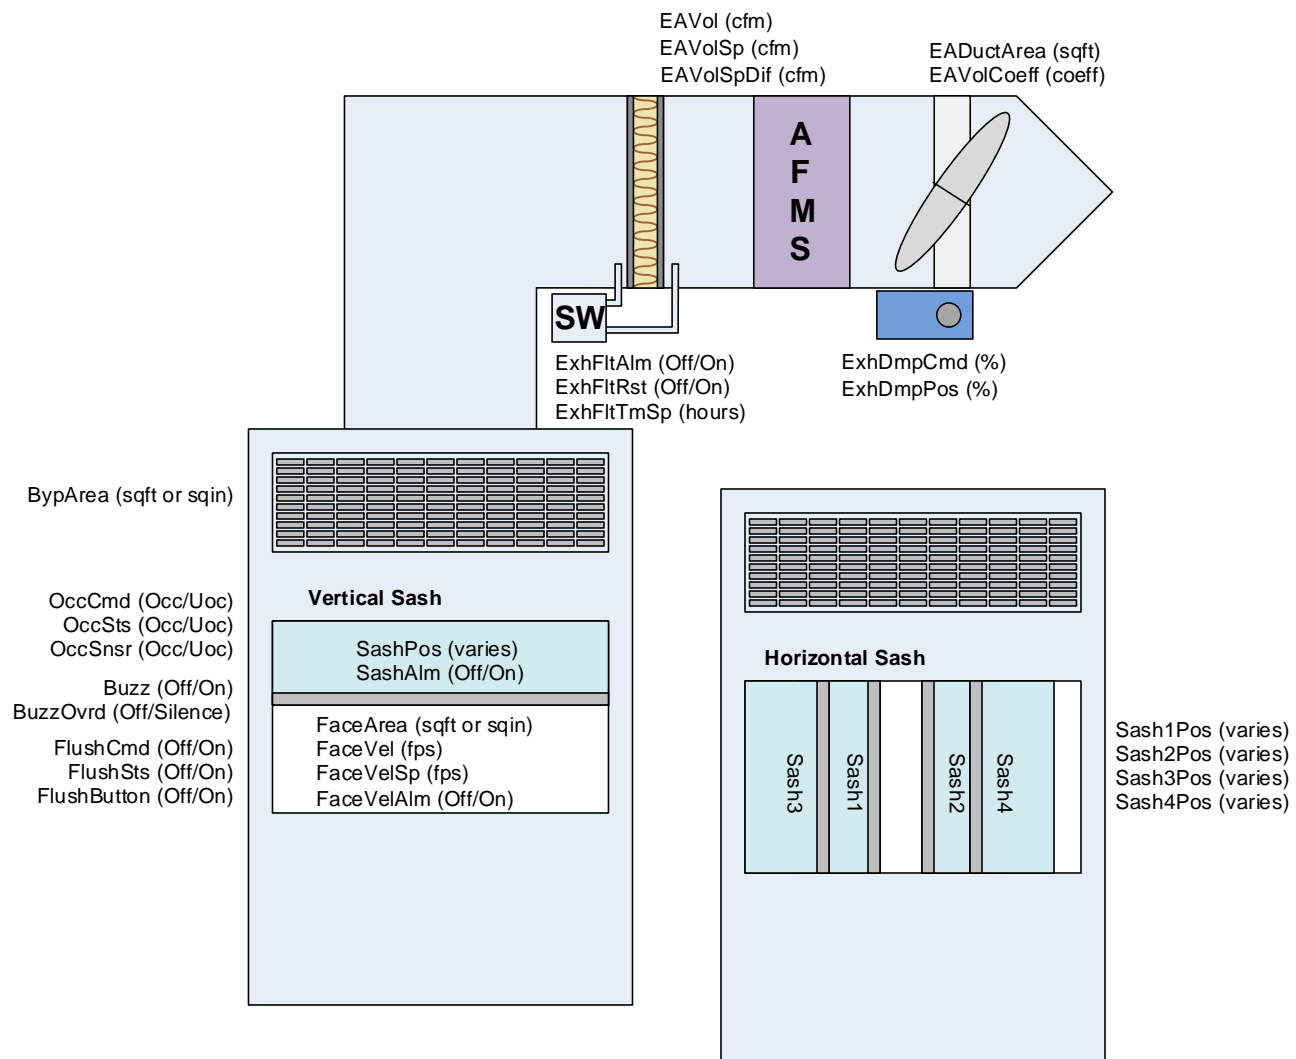 EAVol (cfm)
EAVolSp (cfm)
EAVolSpDif (cfm)
EADuctArea (sqft)
EAVolCoeff (coeff)
A
F
M
S
SW
ExhFltAlm (Off/On)
ExhFltRst (Off/On)
ExhFltTmSp (hours)
ExhDmpCmd (%)
ExhDmpPos (%)
BypArea (sqft or sqin)
OccCmd (Occ/Uoc)
OccSts (Occ/Uoc)
OccSnsr (Occ/Uoc)
Buzz (Off/On)
BuzzOvrd (Off/Silence)
FlushCmd (Off/On)
FlushSts (Off/On)
FlushButton (Off/On)
Vertical Sash
SashPos (varies)
SashAlm (Off/On)
FaceArea (sqft or sqin)
FaceVel (fps)
FaceVelSp (fps)
FaceVelAlm (Off/On)
Horizontal Sash
Sash3
Sash1
Sash2
Sash4
Sash1Pos (varies)
Sash2Pos (varies)
Sash3Pos (varies)
Sash4Pos (varies)